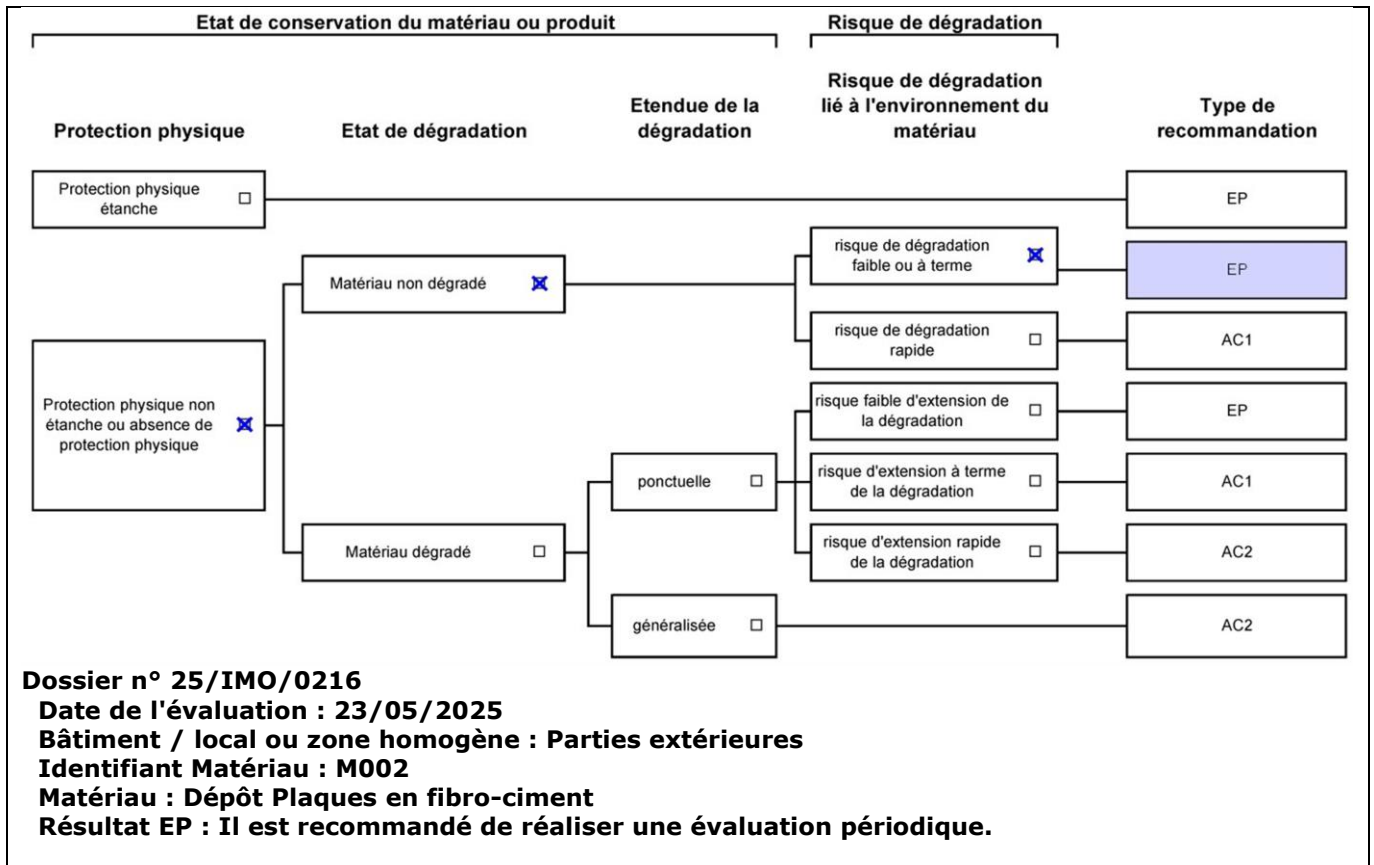 Etat de conservation du matériau ou produit
Risque de dégradation
Protection physique
Etat de dégradation
Etendue de la
dégradation
Risque de dégradation
lié à l'environnement du
matériau
Type de
recommandation
Protection physique
étanche
EP
risque de dégradation
faible ou à terme
EP
Matériau non dégradé
risque de dégradation
rapide
AC1
Protection physique non
étanche ou absence de
protection physique
risque faible d'extension de
la dégradation
EP
ponctuelle
risque d'extension à terme
de la dégradation
AC1
Matériau dégradé
risque d'extension rapide
de la dégradation
AC2
généralisée
AC2
Dossier n° 25/IMO/0216
Date de l'évaluation : 23/05/2025
Bâtiment / local ou zone homogène : Parties extérieures
Identifiant Matériau : M002
Matériau : Dépôt Plaques en fibro-ciment
Résultat EP : Il est recommandé de réaliser une évaluation périodique.